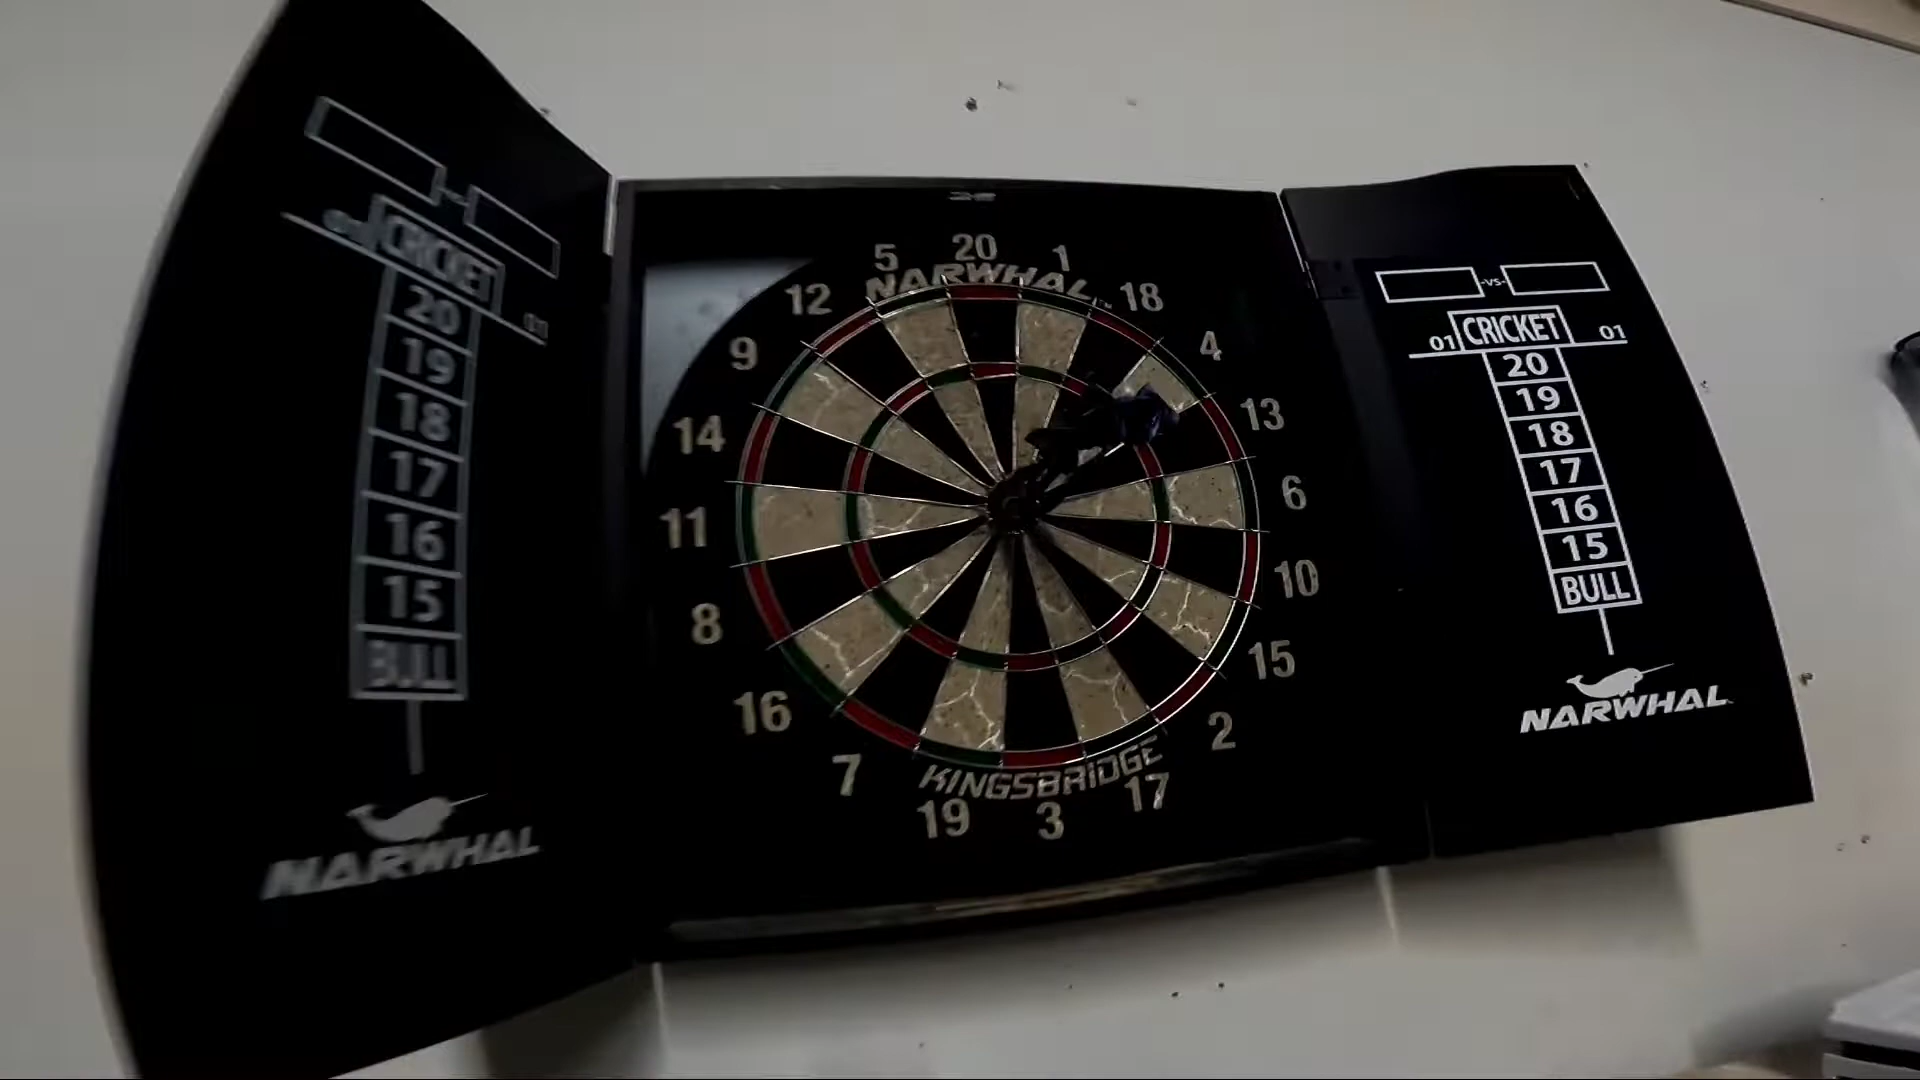 CRICKET
20
19
18
17
16
15
BULL
NARWHAL
5 20 1
NARWHAL
12 18
9 4
14 13
11 6
8 10
16 15
7 2
KINGSBRIDGE
19 3 17
-VS-
01 CRICKET 01
20
19
18
17
16
15
BULL
NARWHAL